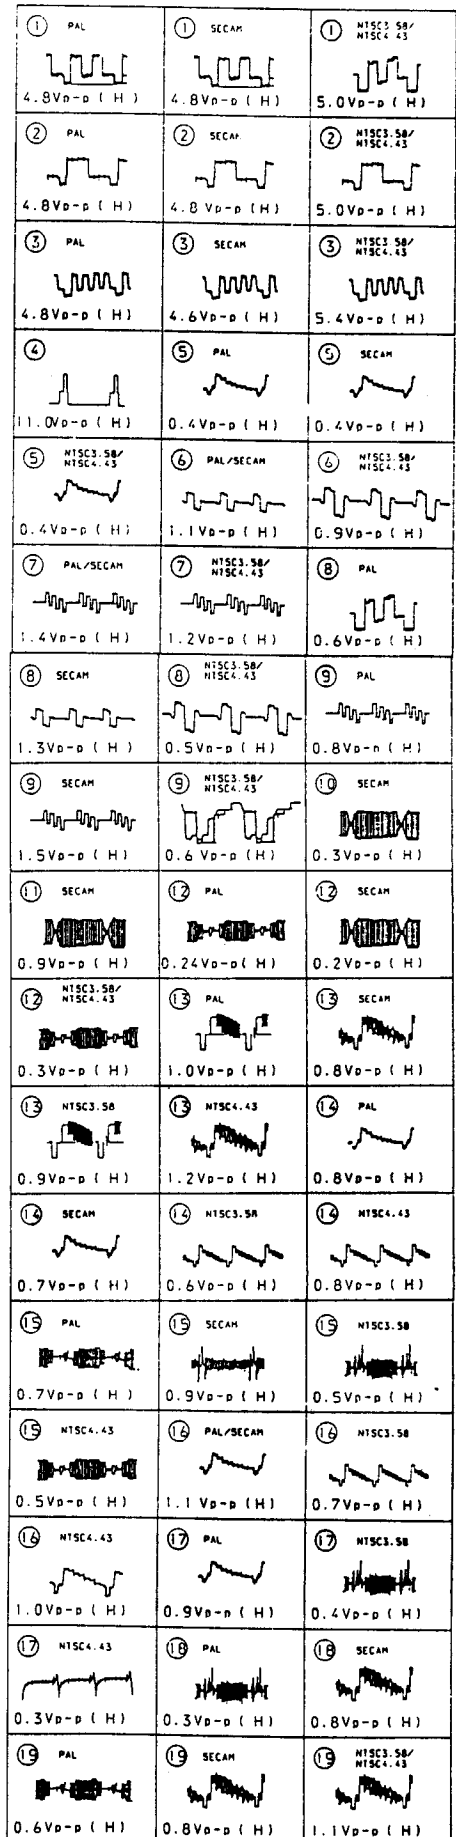 ① PAL
4.8Vp-p ( H )
① SECAM
4.8Vp-p ( H )
① NTSC3.58/
NTSC4.43
5.0Vp-p ( H )
② PAL
4.8Vp-p ( H )
② SECAM
4.8Vp-p ( H )
② NTSC3.58/
NTSC4.43
5.0Vp-p ( H )
③ PAL
4.8Vp-p ( H )
③ SECAM
4.6Vp-p ( H )
③ NTSC3.58/
NTSC4.43
5.4Vp-p ( H )
④
11.0Vp-p ( H )
⑤ PAL
0.4Vp-p ( H )
⑤ SECAM
0.4Vp-p ( H )
⑤ NTSC3.58/
NTSC4.43
0.4Vp-p ( H )
⑥ PAL/SECAM
1.1Vp-p ( H )
⑥ NTSC3.58/
NTSC4.43
0.9Vp-p ( H )
⑦ PAL/SECAM
1.4Vp-p ( H )
⑦ NTSC3.58/
NTSC4.43
1.2Vp-p ( H )
⑧ PAL
0.6Vp-p ( H )
⑧ SECAM
1.3Vp-p ( H )
⑧ NTSC3.58/
NTSC4.43
0.5Vp-p ( H )
⑨ PAL
0.8Vp-p ( H )
⑨ SECAM
1.5Vp-p ( H )
⑨ NTSC3.58/
NTSC4.43
0.6Vp-p ( H )
⑩ SECAM
0.3Vp-p ( H )
⑪ SECAM
0.9Vp-p ( H )
⑫ PAL
0.24Vp-p ( H )
⑫ SECAM
0.2Vp-p ( H )
⑫ NTSC3.58/
NTSC4.43
0.3Vp-p ( H )
⑬ PAL
1.0Vp-p ( H )
⑬ SECAM
0.8Vp-p ( H )
⑬ NTSC3.58
0.9Vp-p ( H )
⑬ NTSC4.43
1.2Vp-p ( H )
⑭ PAL
0.8Vp-p ( H )
⑭ SECAM
0.7Vp-p ( H )
⑭ NTSC3.58
0.6Vp-p ( H )
⑭ NTSC4.43
0.8Vp-p ( H )
⑮ PAL
0.7Vp-p ( H )
⑮ SECAM
0.9Vp-p ( H )
⑮ NTSC3.58
0.5Vp-p ( H )
⑮ NTSC4.43
0.5Vp-p ( H )
⑯ PAL/SECAM
1.1Vp-p ( H )
⑯ NTSC3.58
0.7Vp-p ( H )
⑯ NTSC4.43
1.0Vp-p ( H )
⑰ PAL
0.9Vp-p ( H )
⑰ NTSC3.58
0.4Vp-p ( H )
⑰ NTSC4.43
0.3Vp-p ( H )
⑱ PAL
0.3Vp-p ( H )
⑱ SECAM
0.8Vp-p ( H )
⑲ PAL
0.6Vp-p ( H )
⑲ SECAM
0.8Vp-p ( H )
⑲ NTSC3.58/
NTSC4.43
1.1Vp-p ( H )